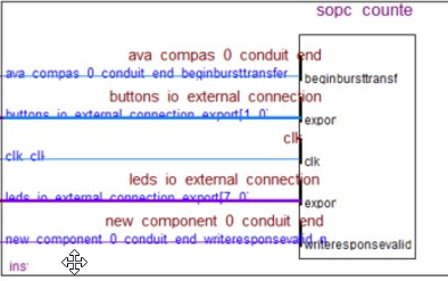 sopc counte
ava compas 0 conduit end
ava compas 0 conduit end beginbursttransfer
beginbursttransf
buttons io external connection
buttons io external connection export[1 0]
expor
clk
clk clk
clk
leds io external connection
leds io external connection export[7 0]
expor
new component 0 conduit end
new component 0 conduit end writeresponsevalid n
writeresponsevalid
ins